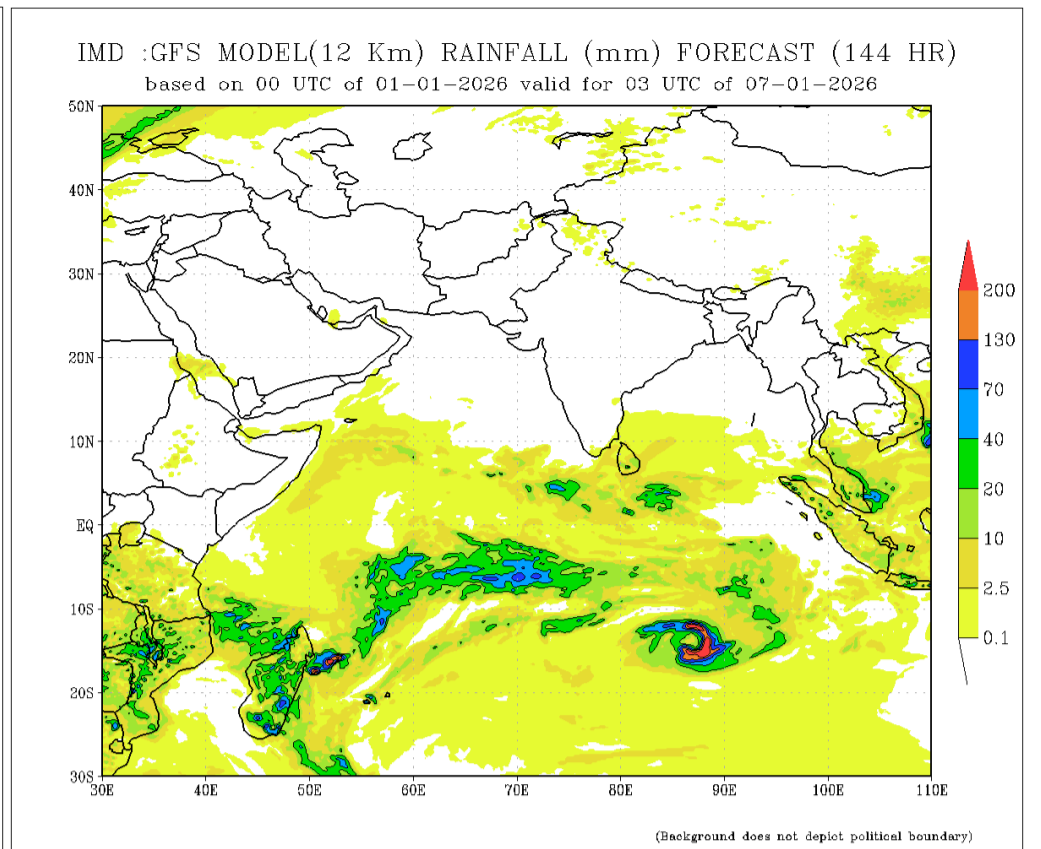 IMD :GFS MODEL(12 Km) RAINFALL (mm) FORECAST (144 HR)
based on 00 UTC of 01-01-2026 valid for 03 UTC of 07-01-2026
50N
40N
30N
20N
10N
EQ
10S
20S
30S
30E 40E 50E 60E 70E 80E 90E 100E 110E
200
130
70
40
20
10
2.5
0.1
(Background does not depict political boundary)